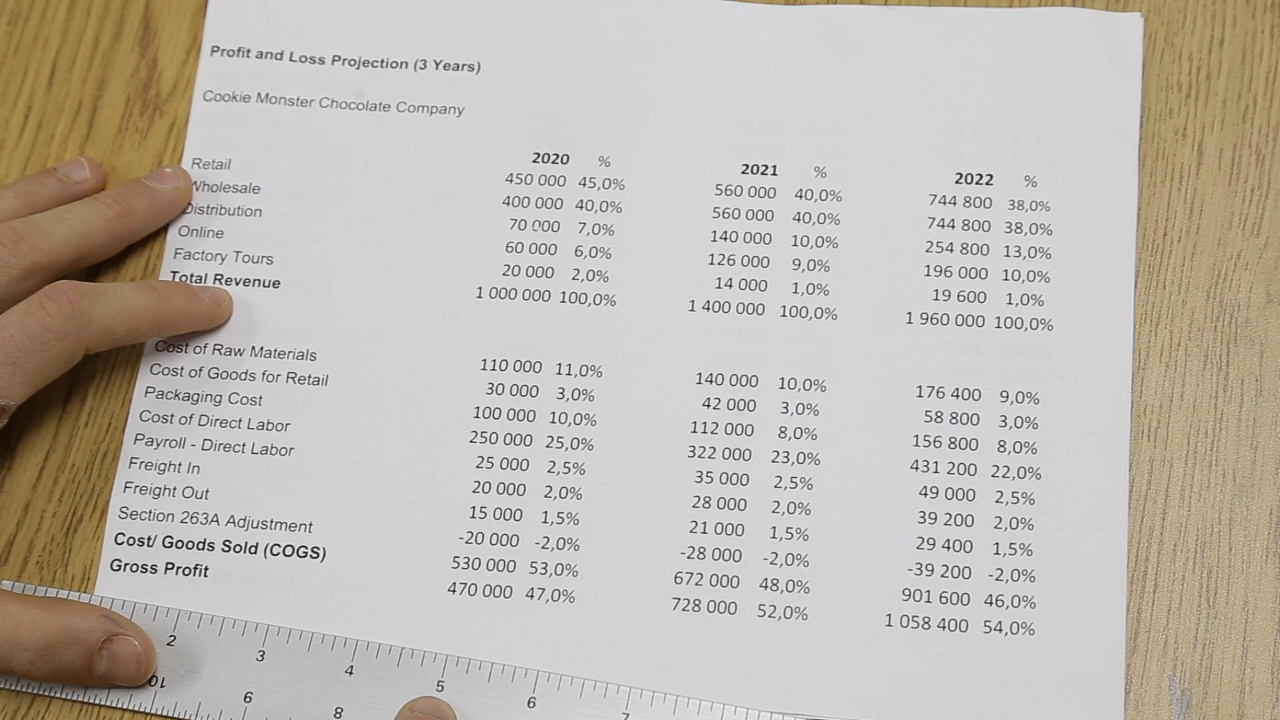 Profit and Loss Projection (3 Years)
Cookie Monster Chocolate Company
2020 % 2021 % 2022 %
Retail 450 000 45,0% 560 000 40,0% 744 800 38,0%
Wholesale 400 000 40,0% 560 000 40,0% 744 800 38,0%
Distribution 70 000 7,0% 140 000 10,0% 254 800 13,0%
Online 60 000 6,0% 126 000 9,0% 196 000 10,0%
Factory Tours 20 000 2,0% 14 000 1,0% 19 600 1,0%
Total Revenue 1 000 000 100,0% 1 400 000 100,0% 1 960 000 100,0%
Cost of Raw Materials 110 000 11,0% 140 000 10,0% 176 400 9,0%
Cost of Goods for Retail 30 000 3,0% 42 000 3,0% 58 800 3,0%
Packaging Cost 100 000 10,0% 112 000 8,0% 156 800 8,0%
Cost of Direct Labor 250 000 25,0% 322 000 23,0% 431 200 22,0%
Payroll - Direct Labor 25 000 2,5% 35 000 2,5% 49 000 2,5%
Freight In 20 000 2,0% 28 000 2,0% 39 200 2,0%
Freight Out 15 000 1,5% 21 000 1,5% 29 400 1,5%
Section 263A Adjustment -20 000 -2,0% -28 000 -2,0% -39 200 -2,0%
Cost/ Goods Sold (COGS) 530 000 53,0% 672 000 48,0% 901 600 46,0%
Gross Profit 470 000 47,0% 728 000 52,0% 1 058 400 54,0%
2 3 4 5 6 7
10 6 8